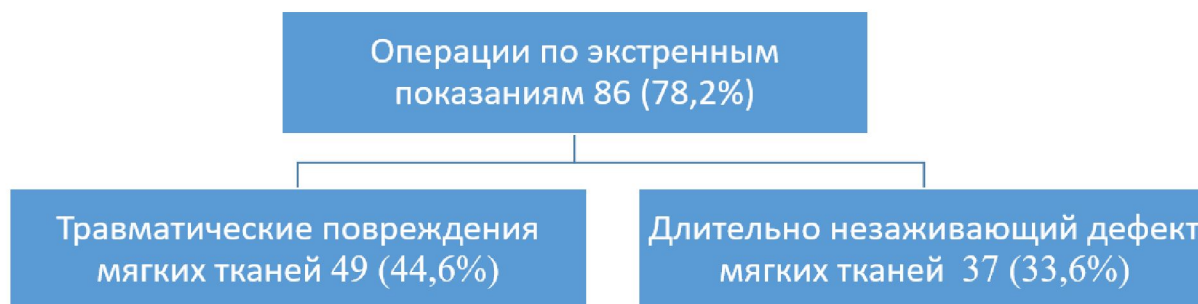 Операции по экстренным
показаниям 86 (78,2%)
Травматические повреждения
мягких тканей 49 (44,6%)
Длительно незаживающий дефект
мягких тканей 37 (33,6%)